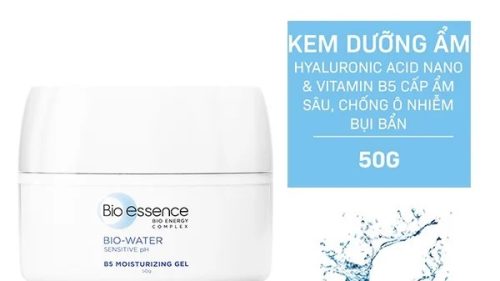 KEM DƯỠNG ẨM
HYALURONIC ACID NANO
& VITAMIN B5 CẤP ẨM
SÂU, CHỐNG Ô NHIỄM
BỤI BẨN
50G
Bio essence
BIO ENERGY
COMPLEX
BIO-WATER
SENSITIVE pH
B5 MOISTURIZING GEL
50g